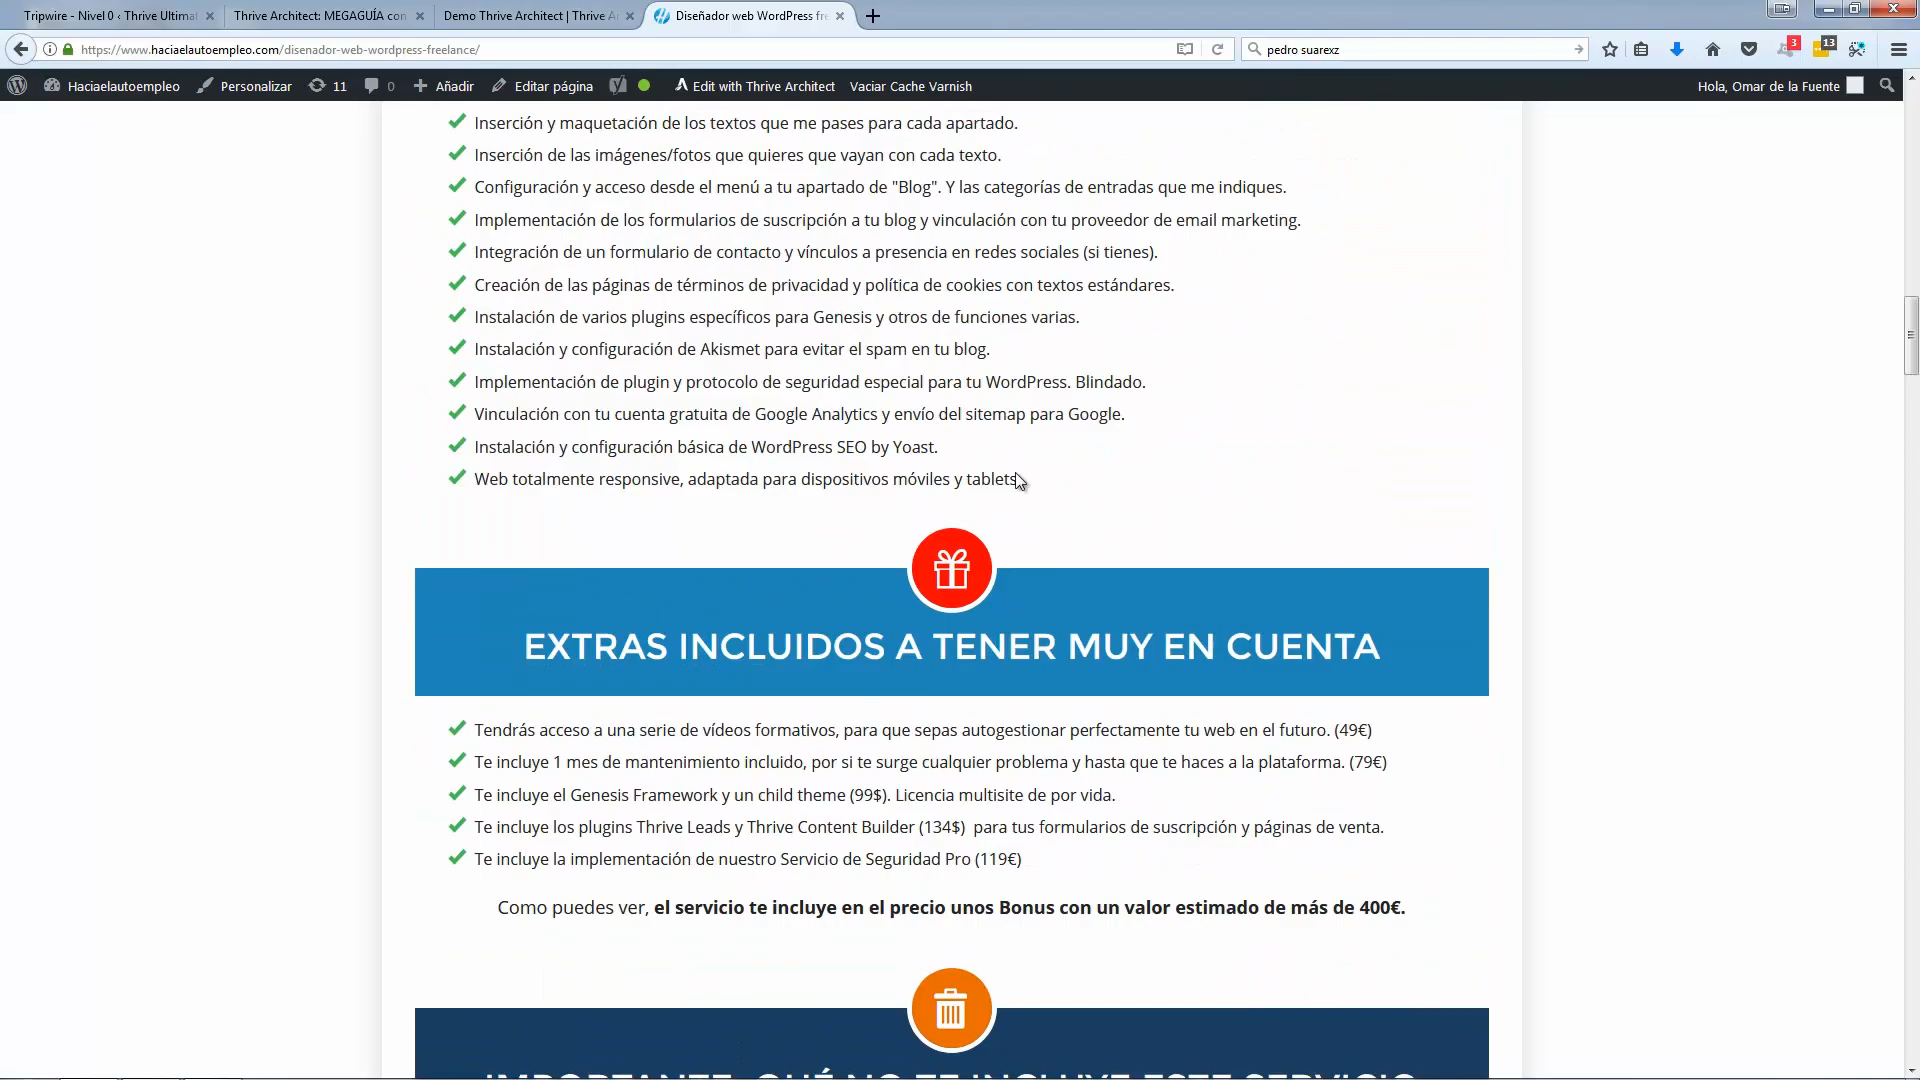 Tripwire - Nivel 0 ‹ Thrive Ultima
Thrive Architect: MEGAGUÍA con
Demo Thrive Architect | Thrive A
Diseñador web WordPress fre
https://www.haciaelautoempleo.com/disenador-web-wordpress-freelance/
pedro suarexz
3
13
Haciaelautoempleo
Personalizar
11
0
Añadir
Editar página
Edit with Thrive Architect
Vaciar Cache Varnish
Hola, Omar de la Fuente
Inserción y maquetación de los textos que me pases para cada apartado.
Inserción de las imágenes/fotos que quieres que vayan con cada texto.
Configuración y acceso desde el menú a tu apartado de "Blog". Y las categorías de entradas que me indiques.
Implementación de los formularios de suscripción a tu blog y vinculación con tu proveedor de email marketing.
Integración de un formulario de contacto y vínculos a presencia en redes sociales (si tienes).
Creación de las páginas de términos de privacidad y política de cookies con textos estándares.
Instalación de varios plugins específicos para Genesis y otros de funciones varias.
Instalación y configuración de Akismet para evitar el spam en tu blog.
Implementación de plugin y protocolo de seguridad especial para tu WordPress. Blindado.
Vinculación con tu cuenta gratuita de Google Analytics y envío del sitemap para Google.
Instalación y configuración básica de WordPress SEO by Yoast.
Web totalmente responsive, adaptada para dispositivos móviles y tablets
EXTRAS INCLUIDOS A TENER MUY EN CUENTA
Tendrás acceso a una serie de vídeos formativos, para que sepas autogestionar perfectamente tu web en el futuro. (49€)
Te incluye 1 mes de mantenimiento incluido, por si te surge cualquier problema y hasta que te haces a la plataforma. (79€)
Te incluye el Genesis Framework y un child theme (99$). Licencia multisite de por vida.
Te incluye los plugins Thrive Leads y Thrive Content Builder (134$) para tus formularios de suscripción y páginas de venta.
Te incluye la implementación de nuestro Servicio de Seguridad Pro (119€)
Como puedes ver, el servicio te incluye en el precio unos Bonus con un valor estimado de más de 400€.
IMPORTANTE, QUÉ NO TE INCLUYE ESTE SERVICIO